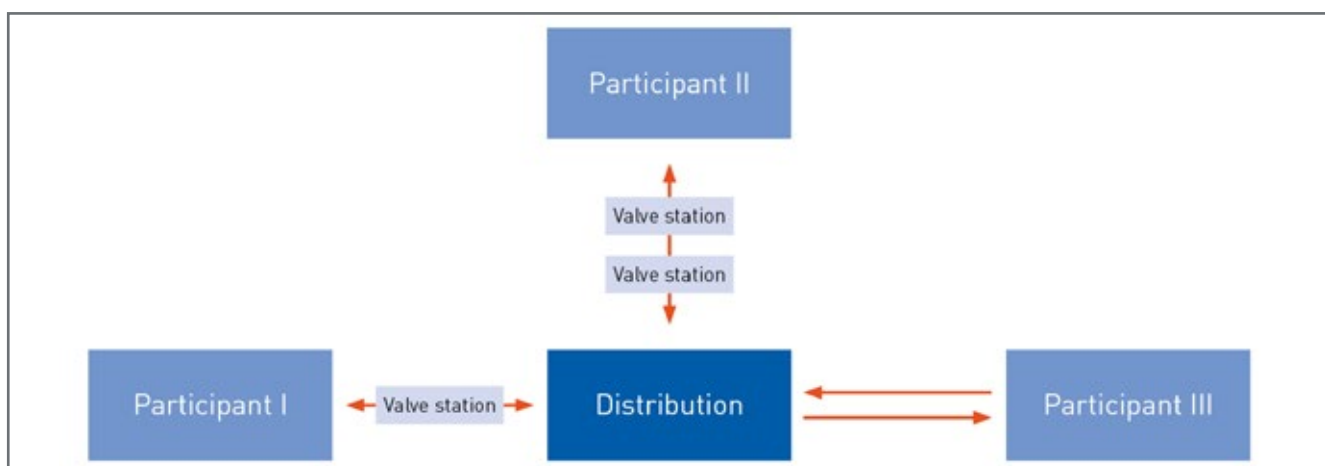 Participant II
Valve station
Valve station
Participant I
Valve station
Distribution
Participant III